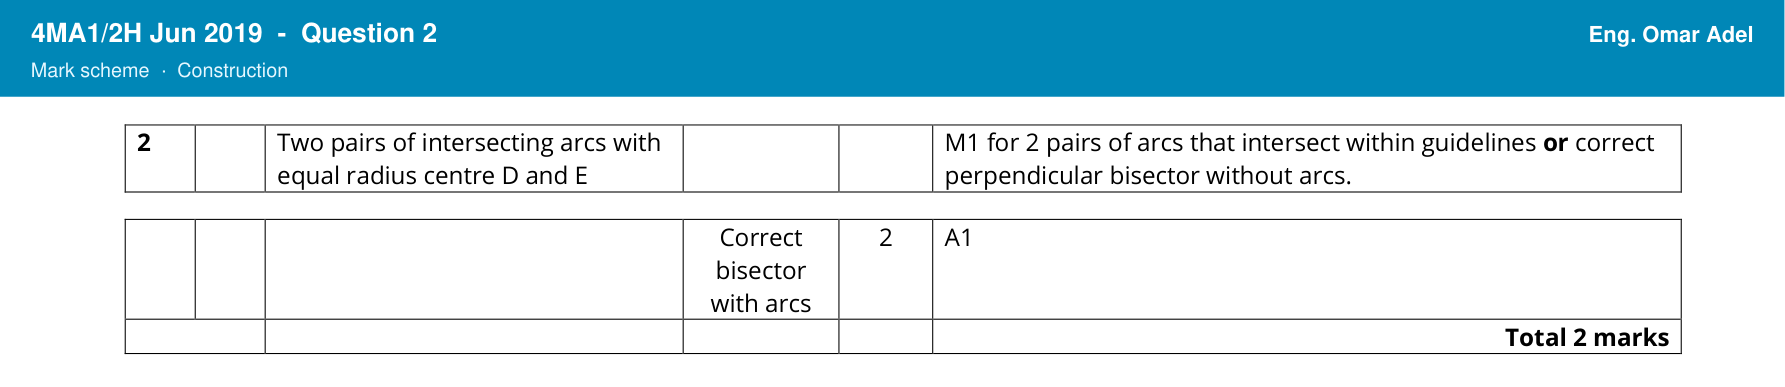 4MA1/2H Jun 2019 - Question 2
Eng. Omar Adel
Mark scheme · Construction
2
Two pairs of intersecting arcs with
equal radius centre D and E
M1 for 2 pairs of arcs that intersect within guidelines or correct
perpendicular bisector without arcs.
Correct
bisector
with arcs
2
A1
Total 2 marks